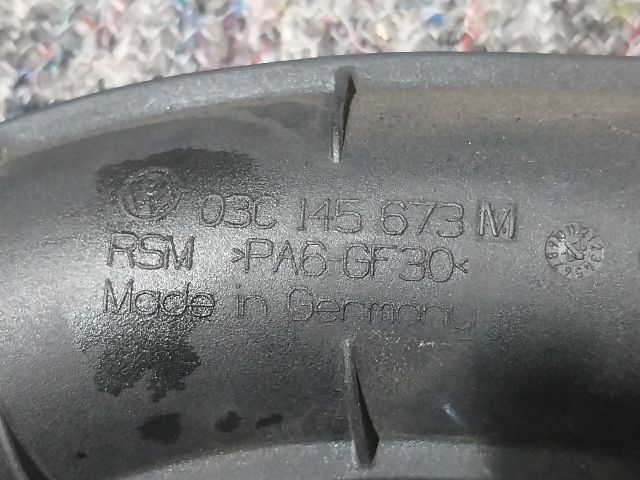 03C 145 673 M
RSM >PA6-GF30<
Made in Germany